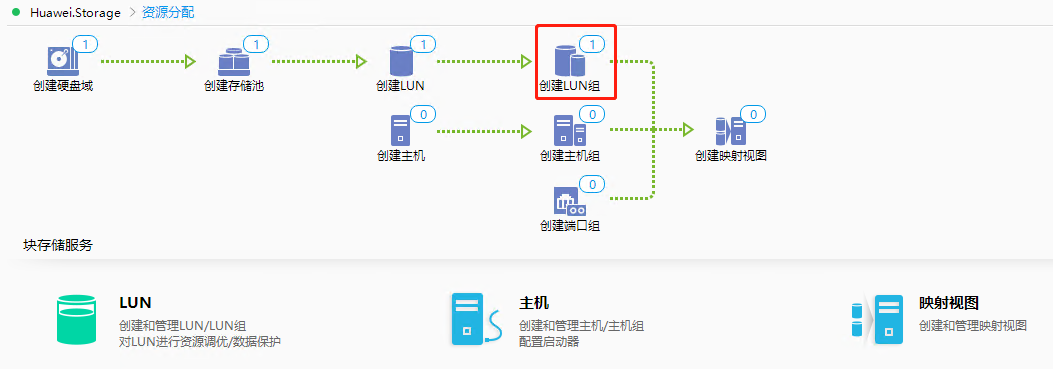 Huawei.Storage > 资源分配
1
1
1
1
创建硬盘域
创建存储池
创建LUN
创建LUN组
0
0
0
创建主机
创建主机组
创建映射视图
0
创建端口组
块存储服务
LUN
创建和管理LUN/LUN组
对LUN进行资源调优/数据保护
主机
创建和管理主机/主机组
配置启动器
映射视图
创建和管理映射视图